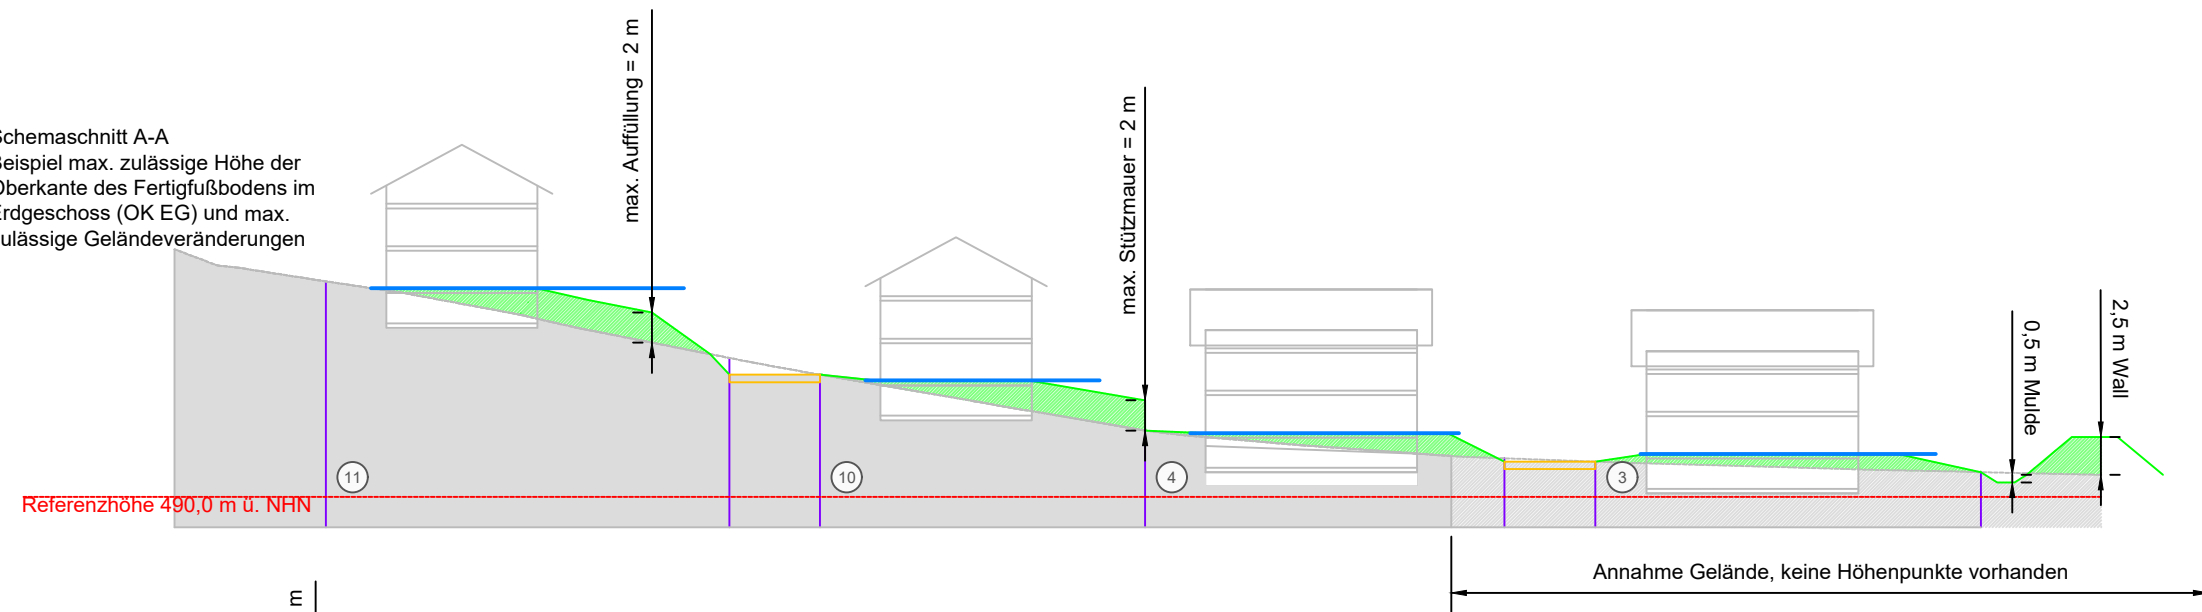 max. Auffüllung = 2 m
max. Stützmauer = 2 m
Schemaschnitt A-A
Beispiel max. zulässige Höhe der
Oberkante des Fertigfußbodens im
Erdgeschoss (OK EG) und max.
zulässige Geländeveränderungen
2,5 m Wall
0,5 m Mulde
11
10
4
3
Referenzhöhe 490,0 m ü. NHN
Annahme Gelände, keine Höhenpunkte vorhanden
m